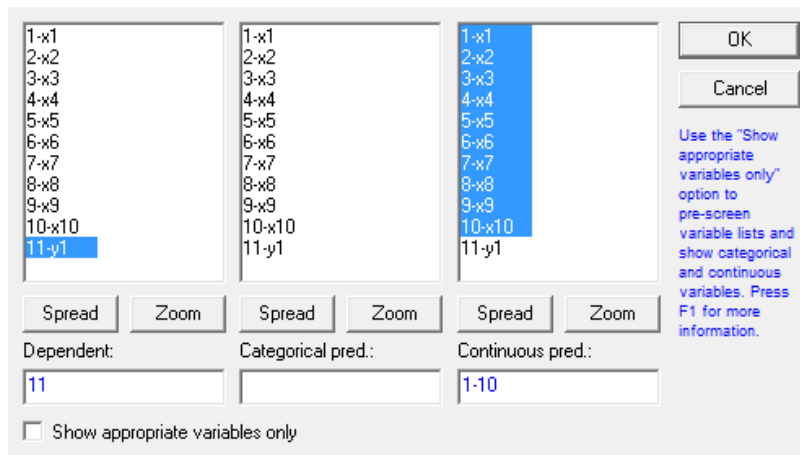 1-x1
2-x2
3-x3
4-x4
5-x5
6-x6
7-x7
8-x8
9-x9
10-x10
11-y1
1-x1
2-x2
3-x3
4-x4
5-x5
6-x6
7-x7
8-x8
9-x9
10-x10
11-y1
1-x1
2-x2
3-x3
4-x4
5-x5
6-x6
7-x7
8-x8
9-x9
10-x10
11-y1
OK
Cancel
Use the "Show
appropriate
variables only"
option to
pre-screen
variable lists and
show categorical
and continuous
variables. Press
F1 for more
information.
Spread Zoom Spread Zoom Spread Zoom
Dependent: Categorical pred.: Continuous pred.:
11 1-10
Show appropriate variables only